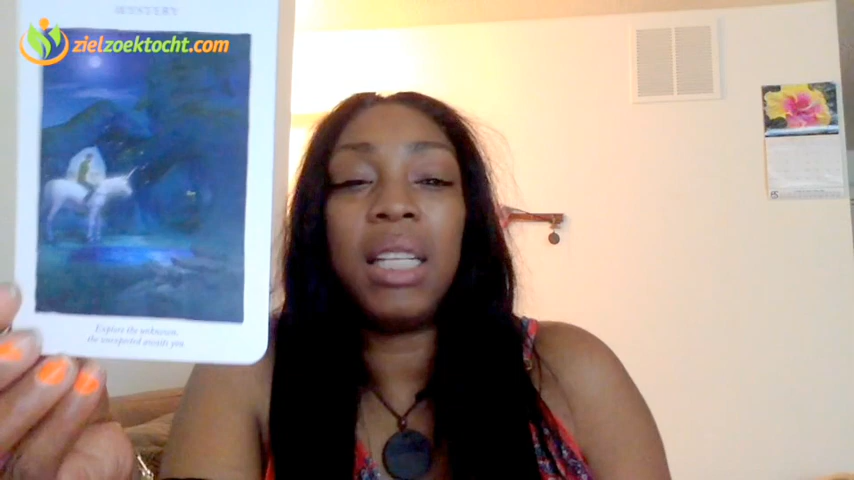 MYSTERY
zielzoektocht.com
Explore the unknown,
the unexpected awaits you.